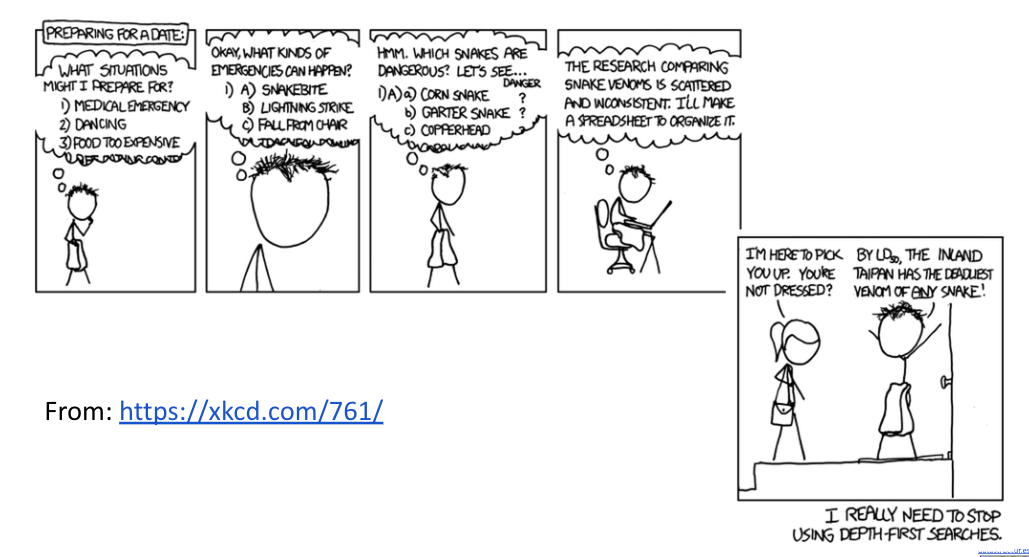 PREPARING FOR A DATE:
WHAT SITUATIONS
MIGHT I PREPARE FOR?
1) MEDICAL EMERGENCY
2) DANCING
3) FOOD TOO EXPENSIVE
OKAY, WHAT KINDS OF
EMERGENCIES CAN HAPPEN?
1) A) SNAKEBITE
B) LIGHTNING STRIKE
C) FALL FROM CHAIR
HMM. WHICH SNAKES ARE
DANGEROUS? LET'S SEE...
DANGER
1) A) a) CORN SNAKE ?
b) GARTER SNAKE ?
c) COPPERHEAD ?
THE RESEARCH COMPARING
SNAKE VENOMS IS SCATTERED
AND INCONSISTENT. I'LL MAKE
A SPREADSHEET TO ORGANIZE IT.
I'M HERE TO PICK
YOU UP. YOU'RE
NOT DRESSED?
BY LD50, THE INLAND
TAIPAN HAS THE DEADLIEST
VENOM OF ANY SNAKE!
From: https://xkcd.com/761/
I REALLY NEED TO STOP
USING DEPTH-FIRST SEARCHES.